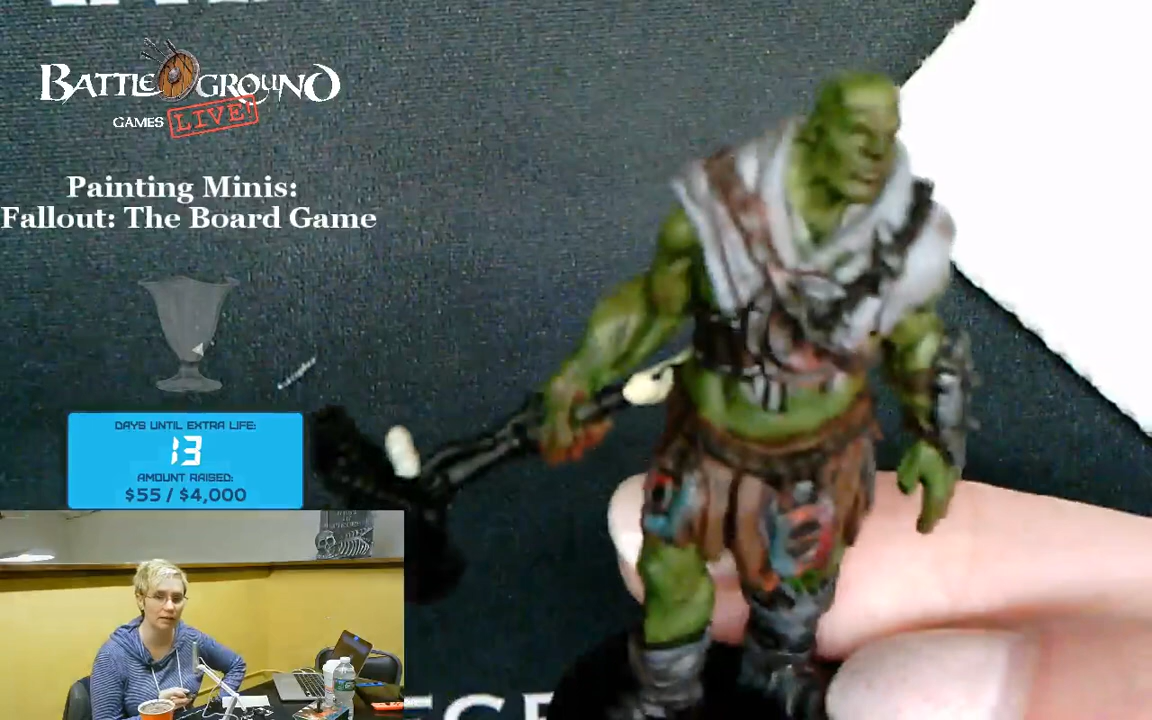 BATTLEGROUND
GAMES LIVE!
Painting Minis:
Fallout: The Board Game
DAYS UNTIL EXTRA LIFE:
13
AMOUNT RAISED:
$55 / $4,000